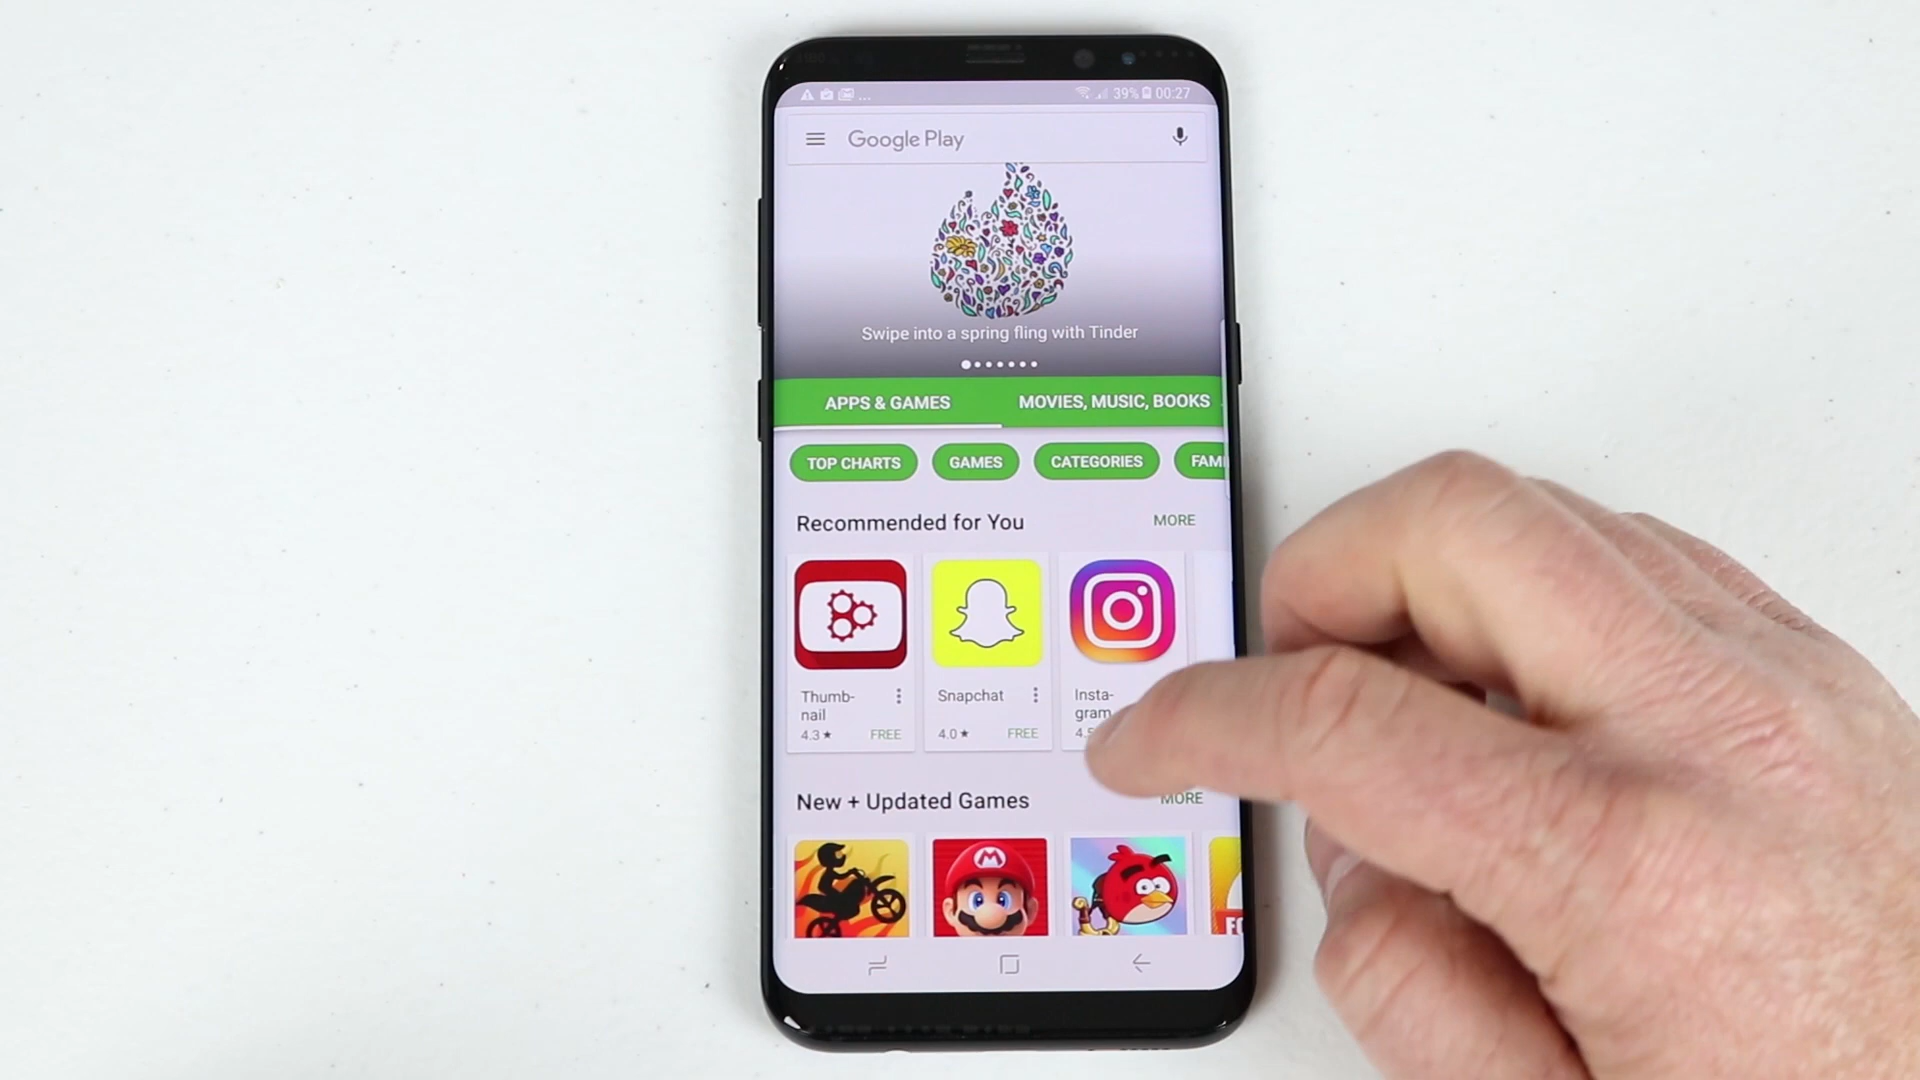 ... 39% 00:27
Google Play
Swipe into a spring fling with Tinder
APPS & GAMES MOVIES, MUSIC, BOOKS
TOP CHARTS GAMES CATEGORIES FAMI
Recommended for You MORE
Thumb-
nail
4.3★ FREE
Snapchat
4.0★ FREE
Insta-
gram
4.5
New + Updated Games MORE
M